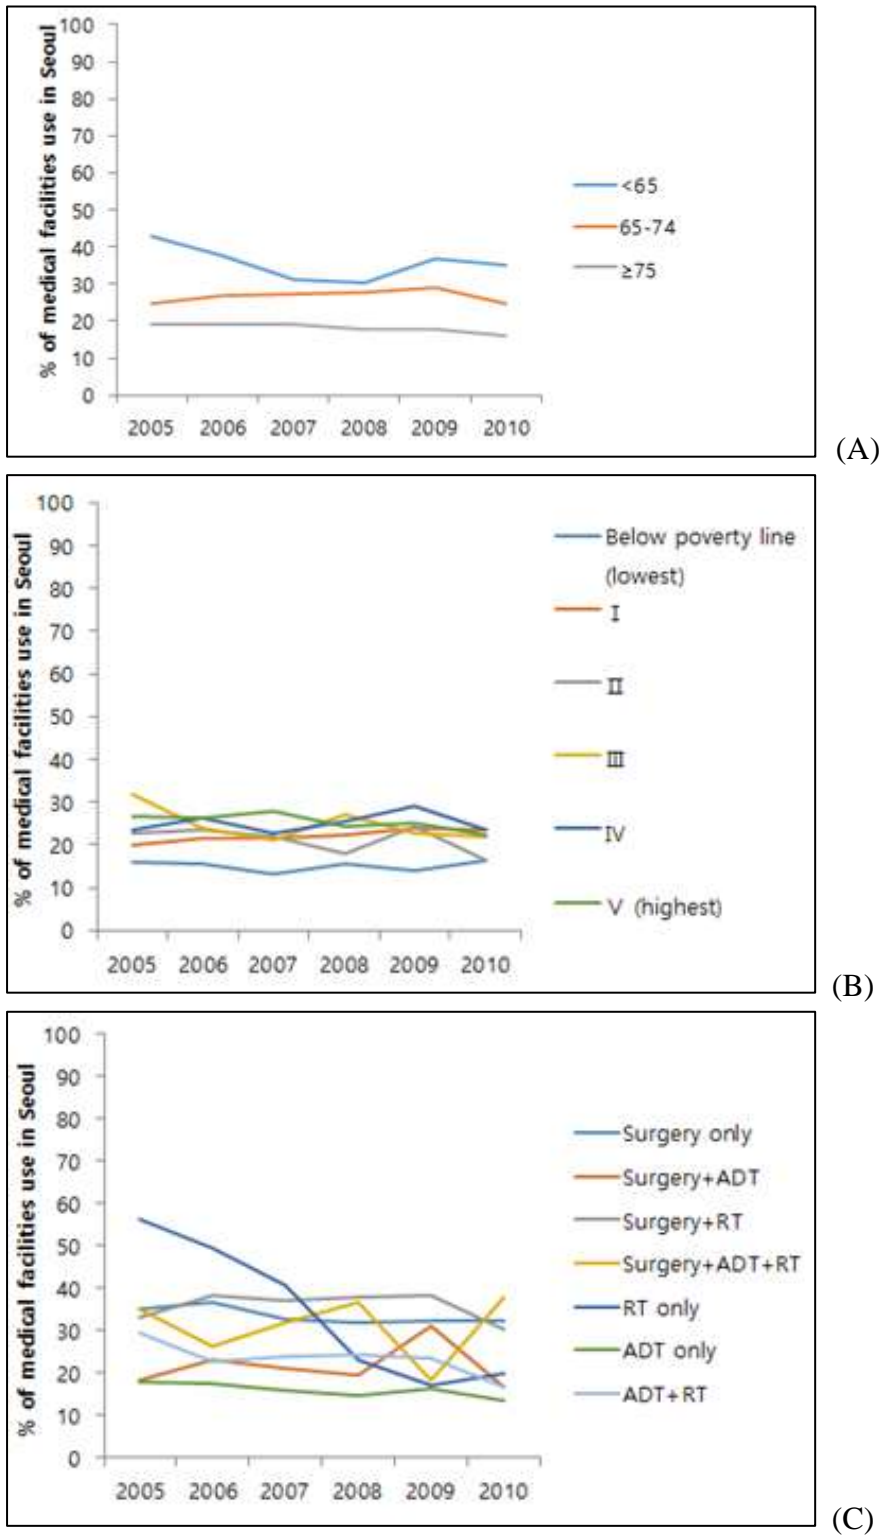 % of medical facilities use in Seoul
100
90
80
70
60
50
40
30
20
10
0
2005 2006 2007 2008 2009 2010
<65
65-74
≥75
(A)
% of medical facilities use in Seoul
100
90
80
70
60
50
40
30
20
10
0
2005 2006 2007 2008 2009 2010
Below poverty line
(lowest)
Ⅰ
Ⅱ
Ⅲ
Ⅳ
Ⅴ (highest)
(B)
% of medical facilities use in Seoul
100
90
80
70
60
50
40
30
20
10
0
2005 2006 2007 2008 2009 2010
Surgery only
Surgery+ADT
Surgery+RT
Surgery+ADT+RT
RT only
ADT only
ADT+RT
(C)